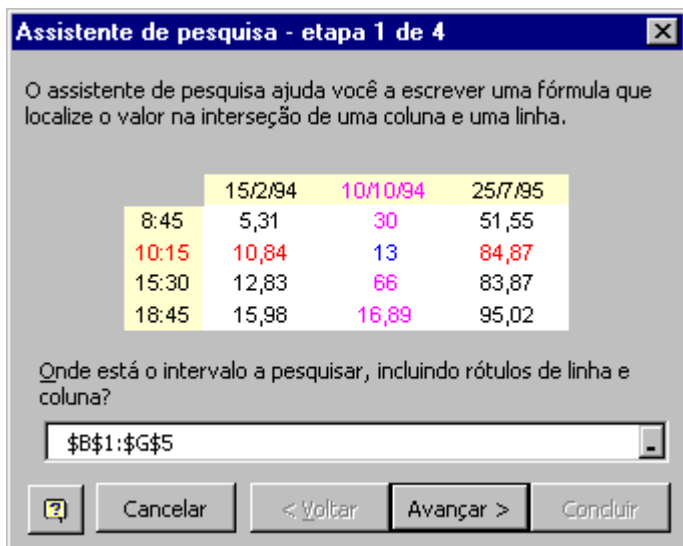 Assistente de pesquisa - etapa 1 de 4
O assistente de pesquisa ajuda você a escrever uma fórmula que
localize o valor na interseção de uma coluna e uma linha.
15/2/94 10/10/94 25/7/95
8:45 5,31 30 51,55
10:15 10,84 13 84,87
15:30 12,83 66 83,87
18:45 15,98 16,89 95,02
Onde está o intervalo a pesquisar, incluindo rótulos de linha e
coluna?
$B$1:$G$5
Cancelar < Voltar Avançar > Concluir